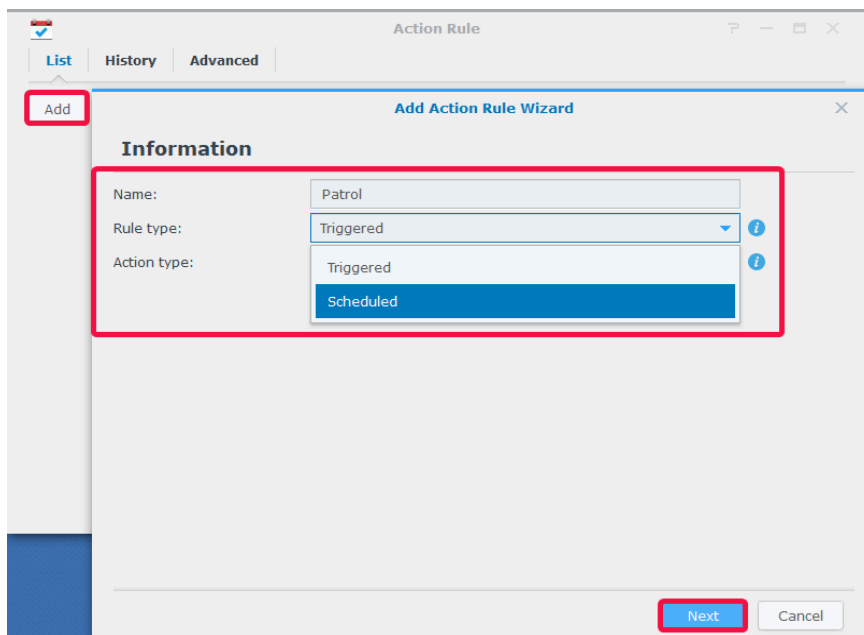 Action Rule
List History Advanced
Add
Add Action Rule Wizard
Information
Name: Patrol
Rule type: Triggered
Action type:
Triggered
Scheduled
Next Cancel